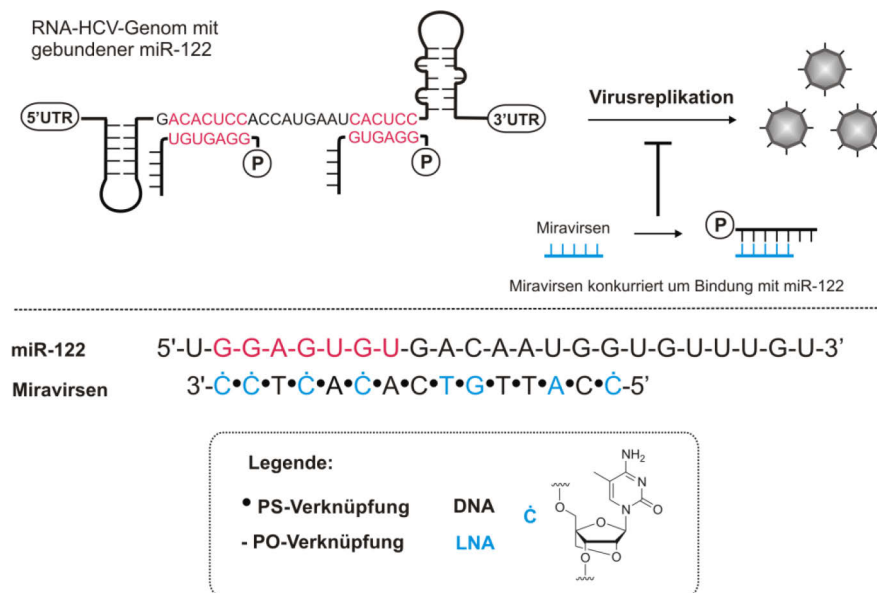 RNA-HCV-Genom mit
gebundener miR-122
5'UTR
GACACUCCACCAUGAAUCACUCC
3'UTR
UGUGAGG
GUGAGG
P
P
Virusreplikation
Miravirsen
P
Miravirsen konkurriert um Bindung mit miR-122
miR-122 5'-U-G-G-A-G-U-G-U-G-A-C-A-A-U-G-G-U-G-U-U-U-G-U-3'
Miravirsen 3'-Ċ•Ċ•T•Ċ•A•Ċ•A•C•T•G•T•T•A•C•Ċ-5'
Legende:
• PS-Verknüpfung DNA
- PO-Verknüpfung LNA
Ċ
NH2
N
N
O
O
O
O